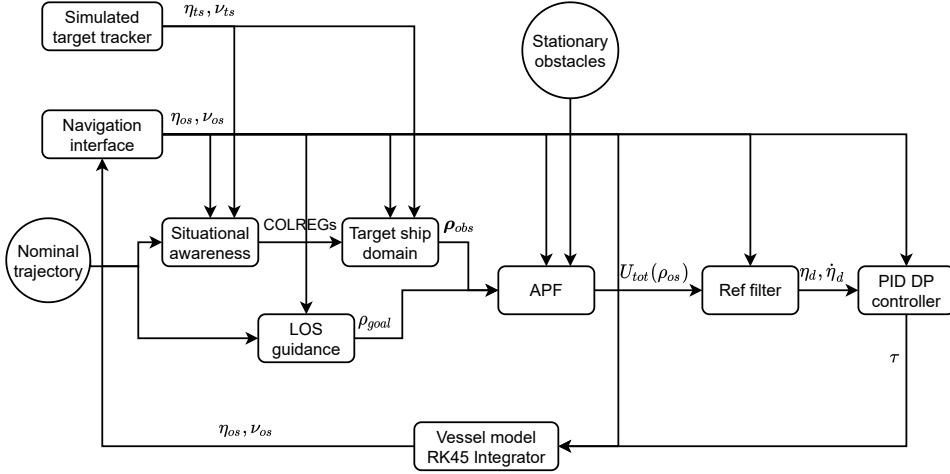 Simulated
target tracker
η_ts, ν_ts
Stationary
obstacles
Navigation
interface
η_os, ν_os
Nominal
trajectory
Situational
awareness
COLREGs
Target ship
domain
ρ_obs
LOS
guidance
ρ_goal
APF
U_tot(ρ_os)
Ref filter
η_d, η̇_d
PID DP
controller
τ
η_os, ν_os
Vessel model
RK45 Integrator